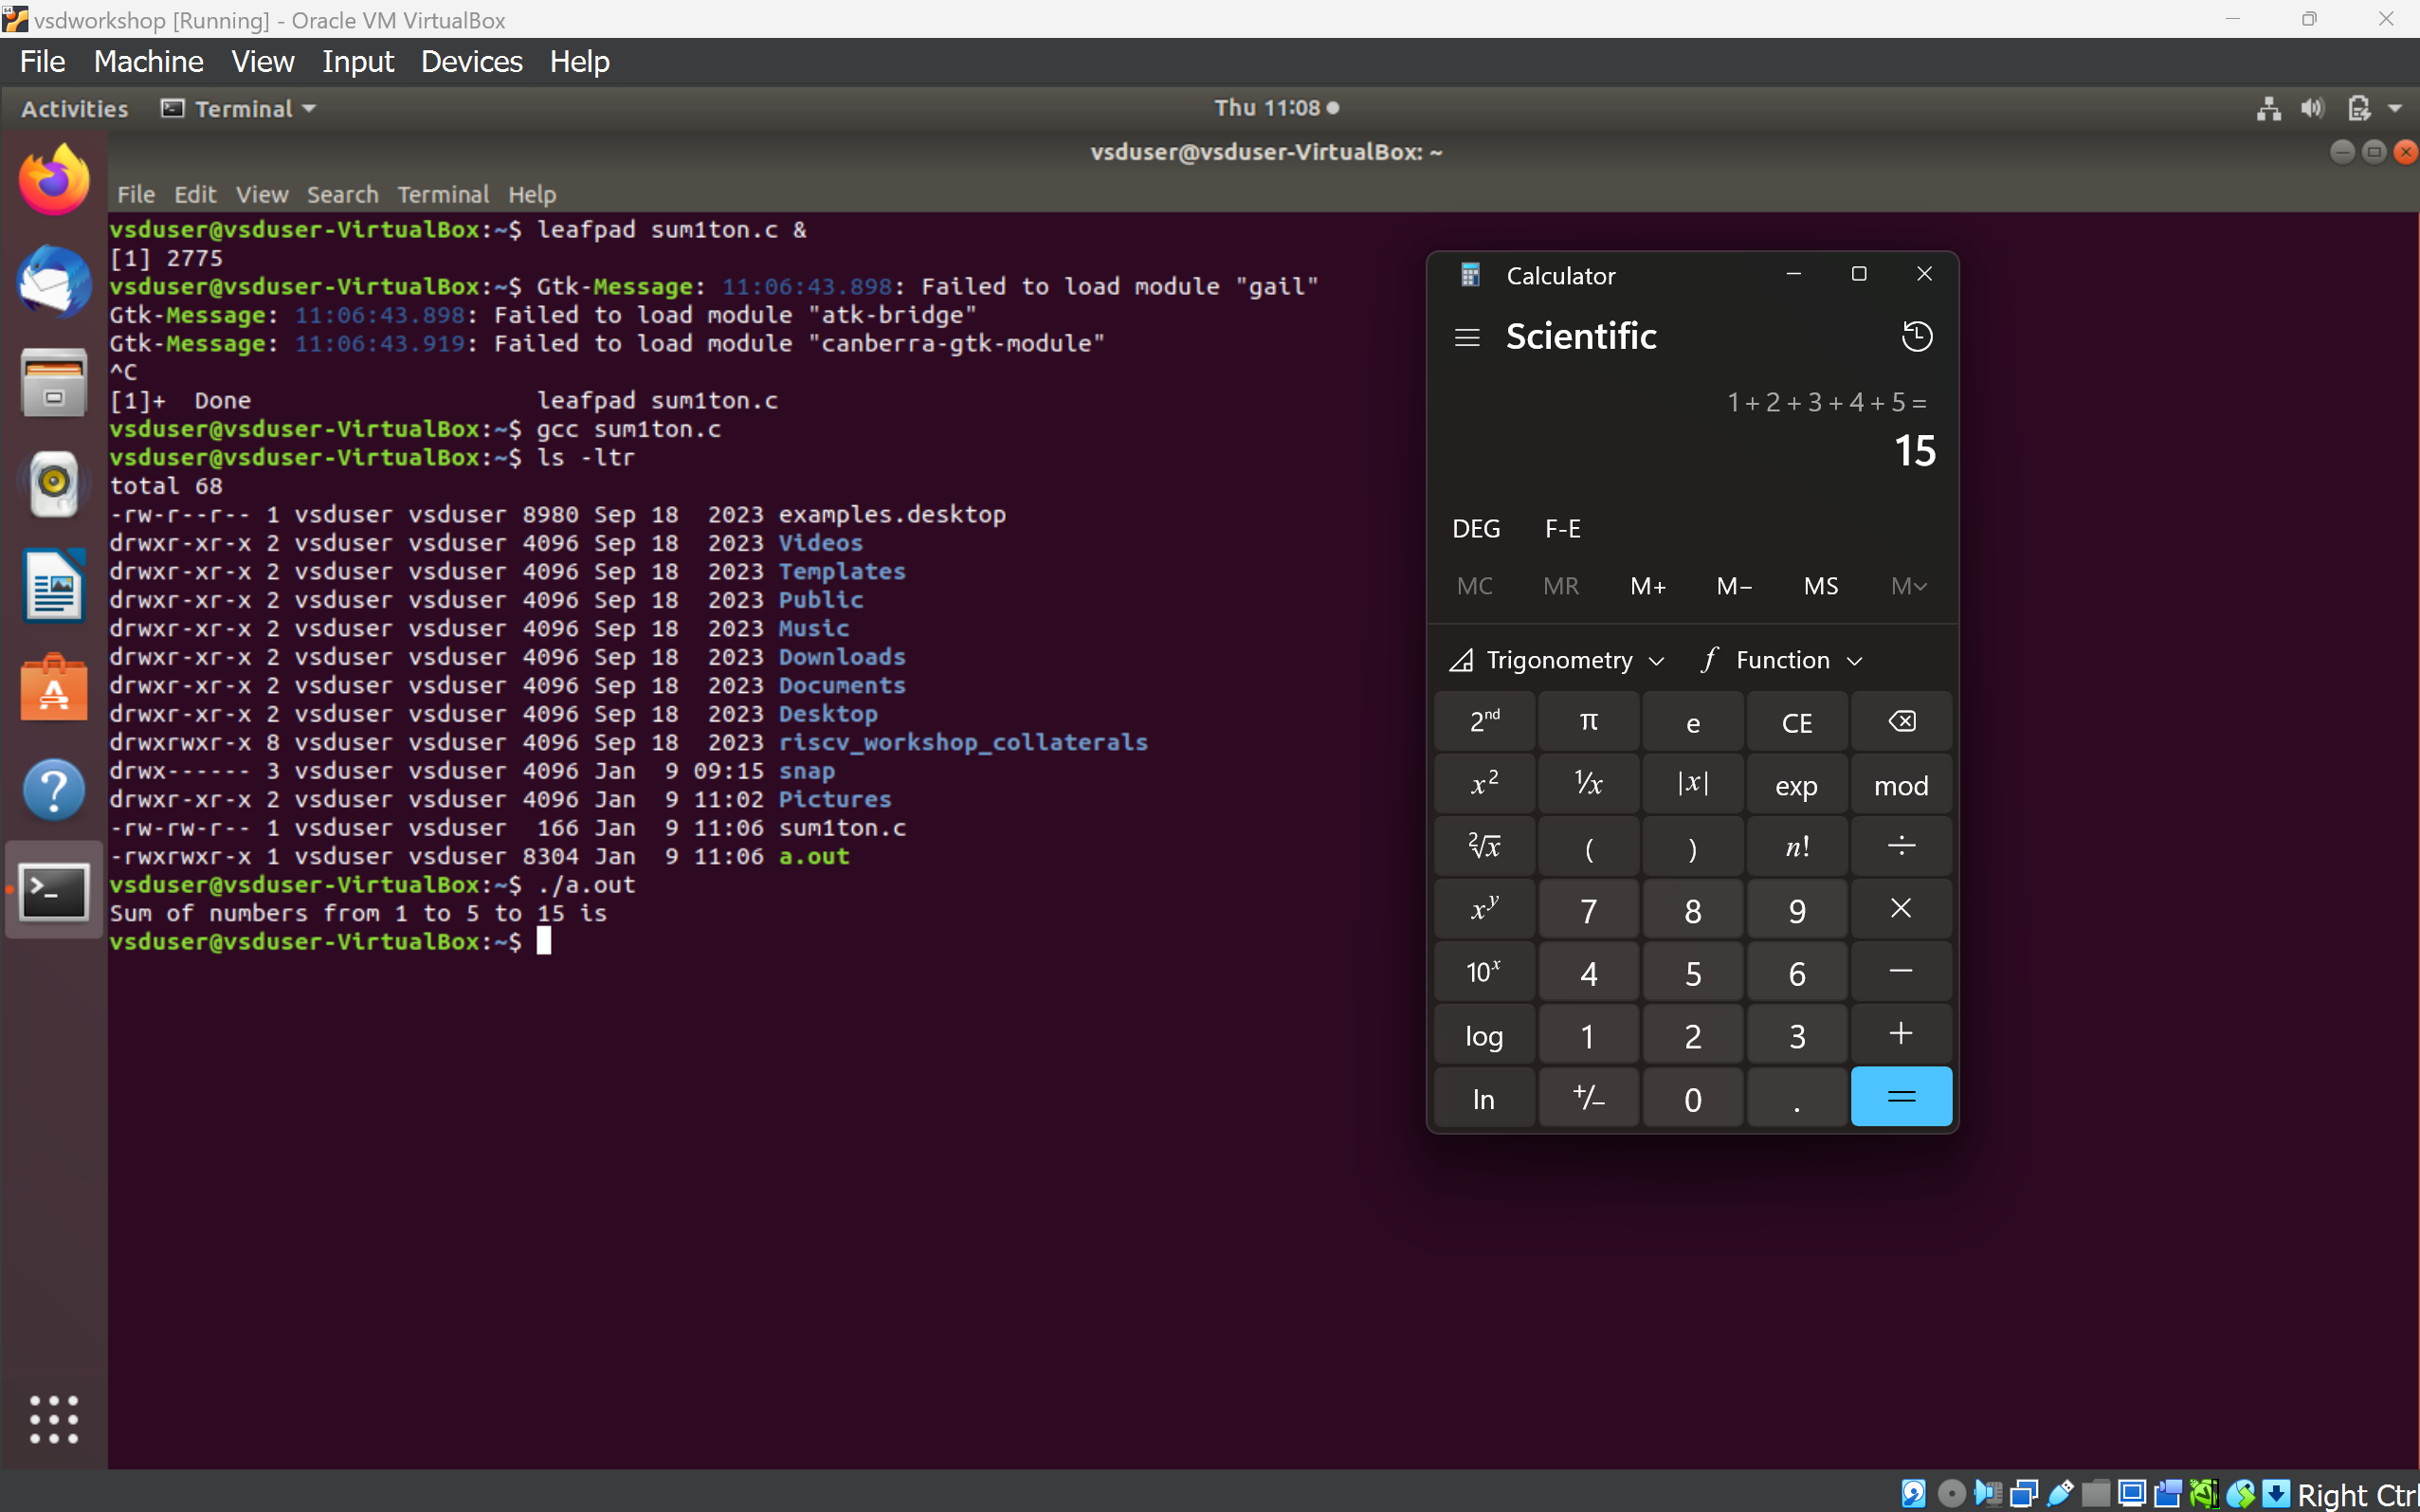 vsdworkshop [Running] - Oracle VM VirtualBox
File Machine View Input Devices Help
Activities Terminal Thu 11:08
vsduser@vsduser-VirtualBox: ~
File Edit View Search Terminal Help
vsduser@vsduser-VirtualBox:~$ leafpad sum1ton.c &
[1] 2775
vsduser@vsduser-VirtualBox:~$ Gtk-Message: 11:06:43.898: Failed to load module "gail"
Gtk-Message: 11:06:43.898: Failed to load module "atk-bridge"
Gtk-Message: 11:06:43.919: Failed to load module "canberra-gtk-module"
^C
[1]+  Done                    leafpad sum1ton.c
vsduser@vsduser-VirtualBox:~$ gcc sum1ton.c
vsduser@vsduser-VirtualBox:~$ ls -ltr
total 68
-rw-r--r-- 1 vsduser vsduser 8980 Sep 18  2023 examples.desktop
drwxr-xr-x 2 vsduser vsduser 4096 Sep 18  2023 Videos
drwxr-xr-x 2 vsduser vsduser 4096 Sep 18  2023 Templates
drwxr-xr-x 2 vsduser vsduser 4096 Sep 18  2023 Public
drwxr-xr-x 2 vsduser vsduser 4096 Sep 18  2023 Music
drwxr-xr-x 2 vsduser vsduser 4096 Sep 18  2023 Downloads
drwxr-xr-x 2 vsduser vsduser 4096 Sep 18  2023 Documents
drwxr-xr-x 2 vsduser vsduser 4096 Sep 18  2023 Desktop
drwxrwxr-x 8 vsduser vsduser 4096 Sep 18  2023 riscv_workshop_collaterals
drwx------ 3 vsduser vsduser 4096 Jan  9 09:15 snap
drwxr-xr-x 2 vsduser vsduser 4096 Jan  9 11:02 Pictures
-rw-rw-r-- 1 vsduser vsduser  166 Jan  9 11:06 sum1ton.c
-rwxrwxr-x 1 vsduser vsduser 8304 Jan  9 11:06 a.out
vsduser@vsduser-VirtualBox:~$ ./a.out
Sum of numbers from 1 to 5 to 15 is
vsduser@vsduser-VirtualBox:~$
Calculator
Scientific
1 + 2 + 3 + 4 + 5 =
15
DEG F-E
MC MR M+ M− MS M
Trigonometry f Function
2ⁿᵈ π e CE
x² ¹/x |x| exp mod
²√x ( ) n! ÷
xʸ 7 8 9 ×
10ˣ 4 5 6 −
log 1 2 3 +
ln +/− 0 . =
Right Ctrl